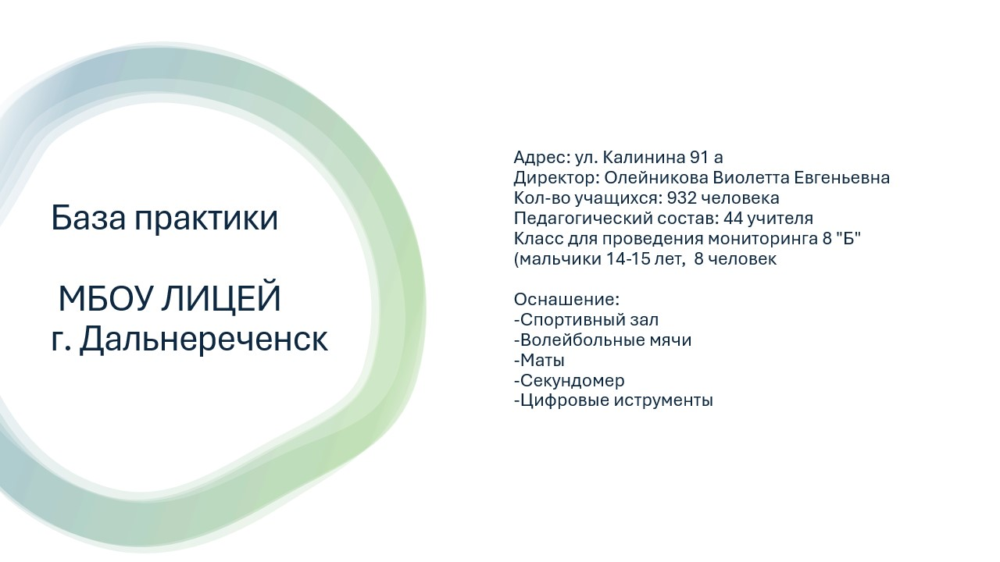 База практики
МБОУ ЛИЦЕЙ
г. Дальнереченск
Адрес: ул. Калинина 91 а
Директор: Олейникова Виолетта Евгеньевна
Кол-во учащихся: 932 человека
Педагогический состав: 44 учителя
Класс для проведения мониторинга 8 "Б"
(мальчики 14-15 лет,  8 человек
Оснашение:
-Спортивный зал
-Волейбольные мячи
-Маты
-Секундомер
-Цифровые иструменты